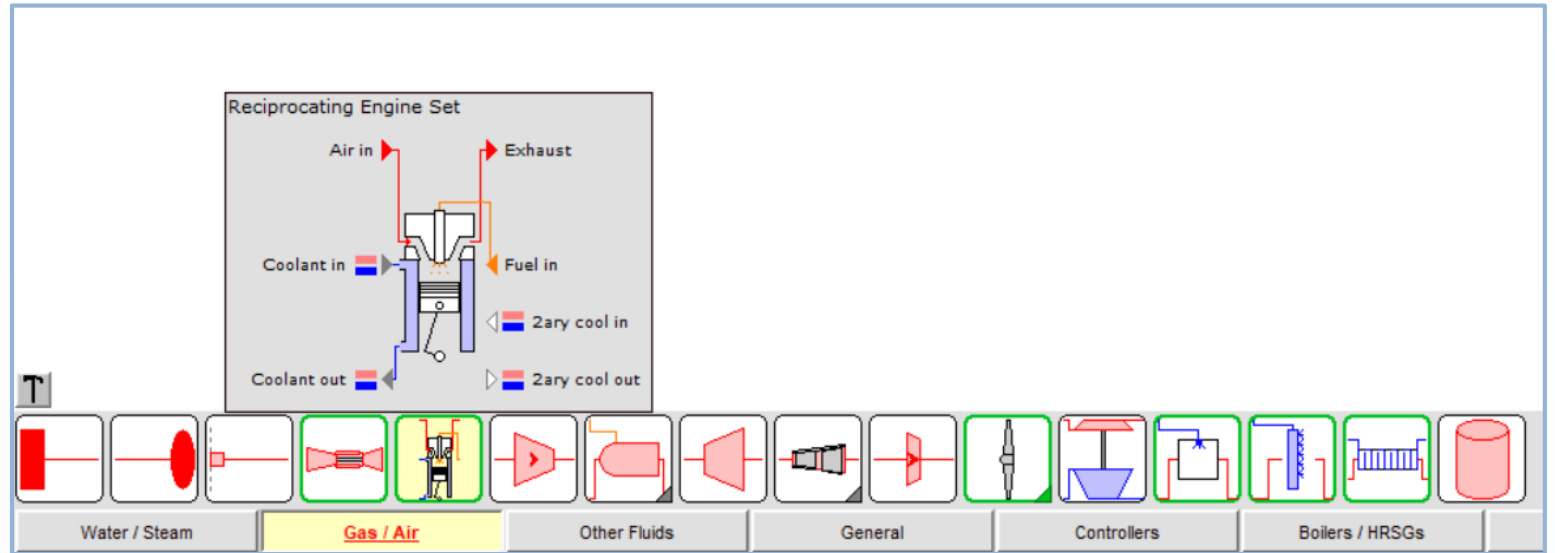 Reciprocating Engine Set
Air in
Exhaust
Coolant in
Fuel in
2ary cool in
Coolant out
2ary cool out
Water / Steam
Gas / Air
Other Fluids
General
Controllers
Boilers / HRSGs